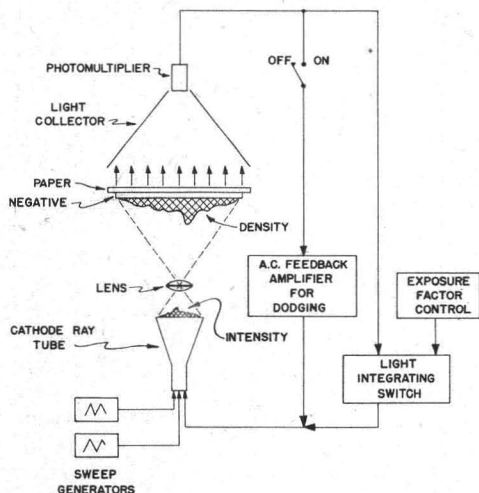 PHOTOMULTIPLIER
OFF
ON
LIGHT
COLLECTOR
PAPER
NEGATIVE
DENSITY
LENS
A.C. FEEDBACK
AMPLIFIER
FOR
DODGING
EXPOSURE
FACTOR
CONTROL
INTENSITY
CATHODE RAY
TUBE
LIGHT
INTEGRATING
SWITCH
SWEEP
GENERATORS